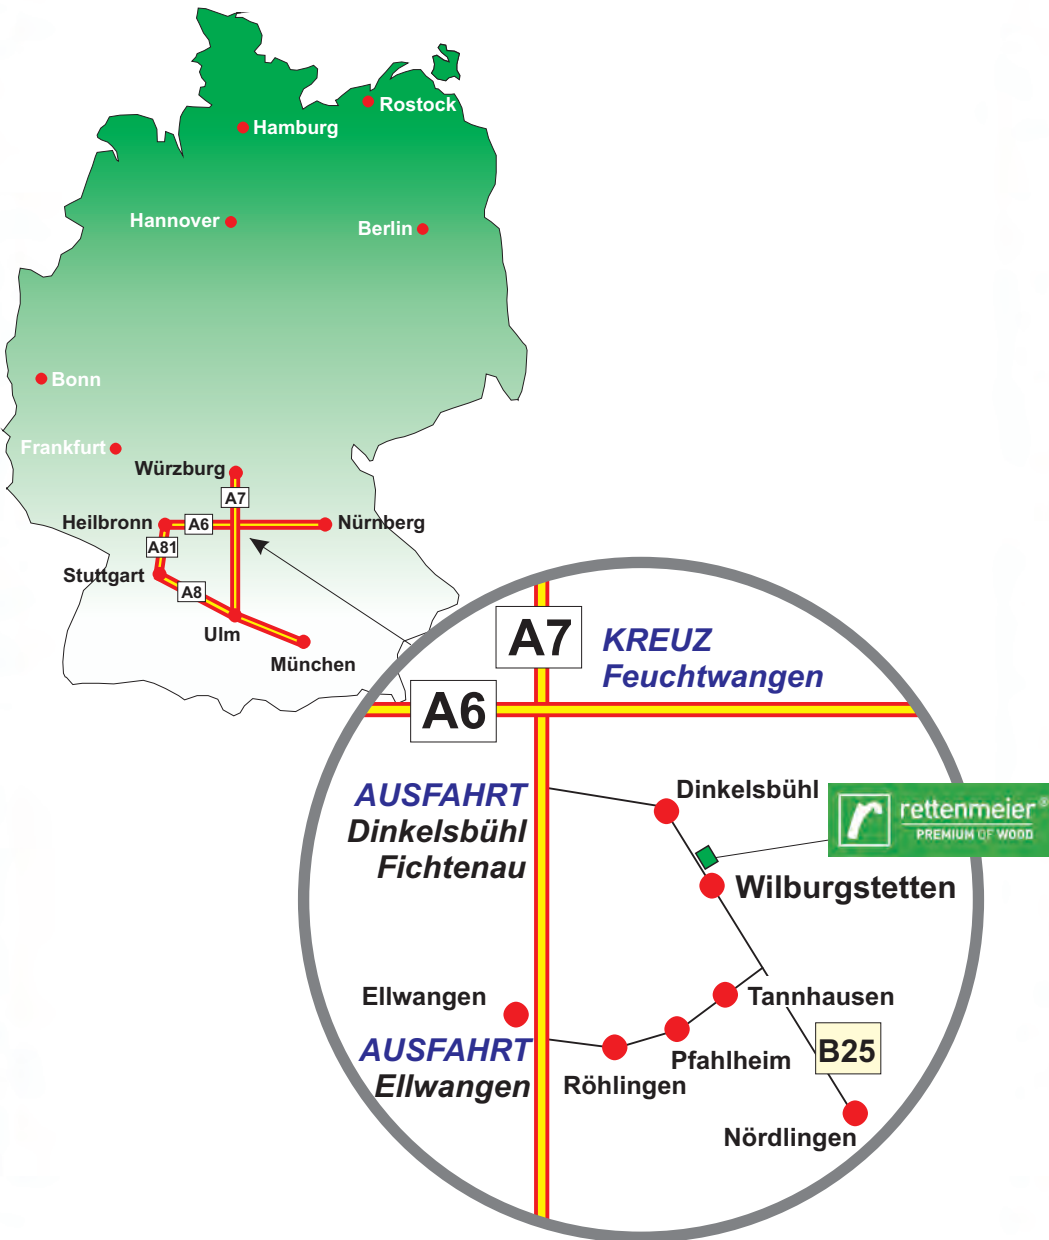 Rostock
Hamburg
Hannover
Berlin
Bonn
Frankfurt
Würzburg
A7
Heilbronn
A6
Nürnberg
A81
Stuttgart
A8
Ulm
München
A7
KREUZ
Feuchtwangen
A6
AUSFAHRT
Dinkelsbühl
Fichtenau
Dinkelsbühl
r rettenmeier®
PREMIUM OF WOOD
Wilburgstetten
Ellwangen
Tannhausen
AUSFAHRT
Ellwangen
Pfahlheim
B25
Röhlingen
Nördlingen